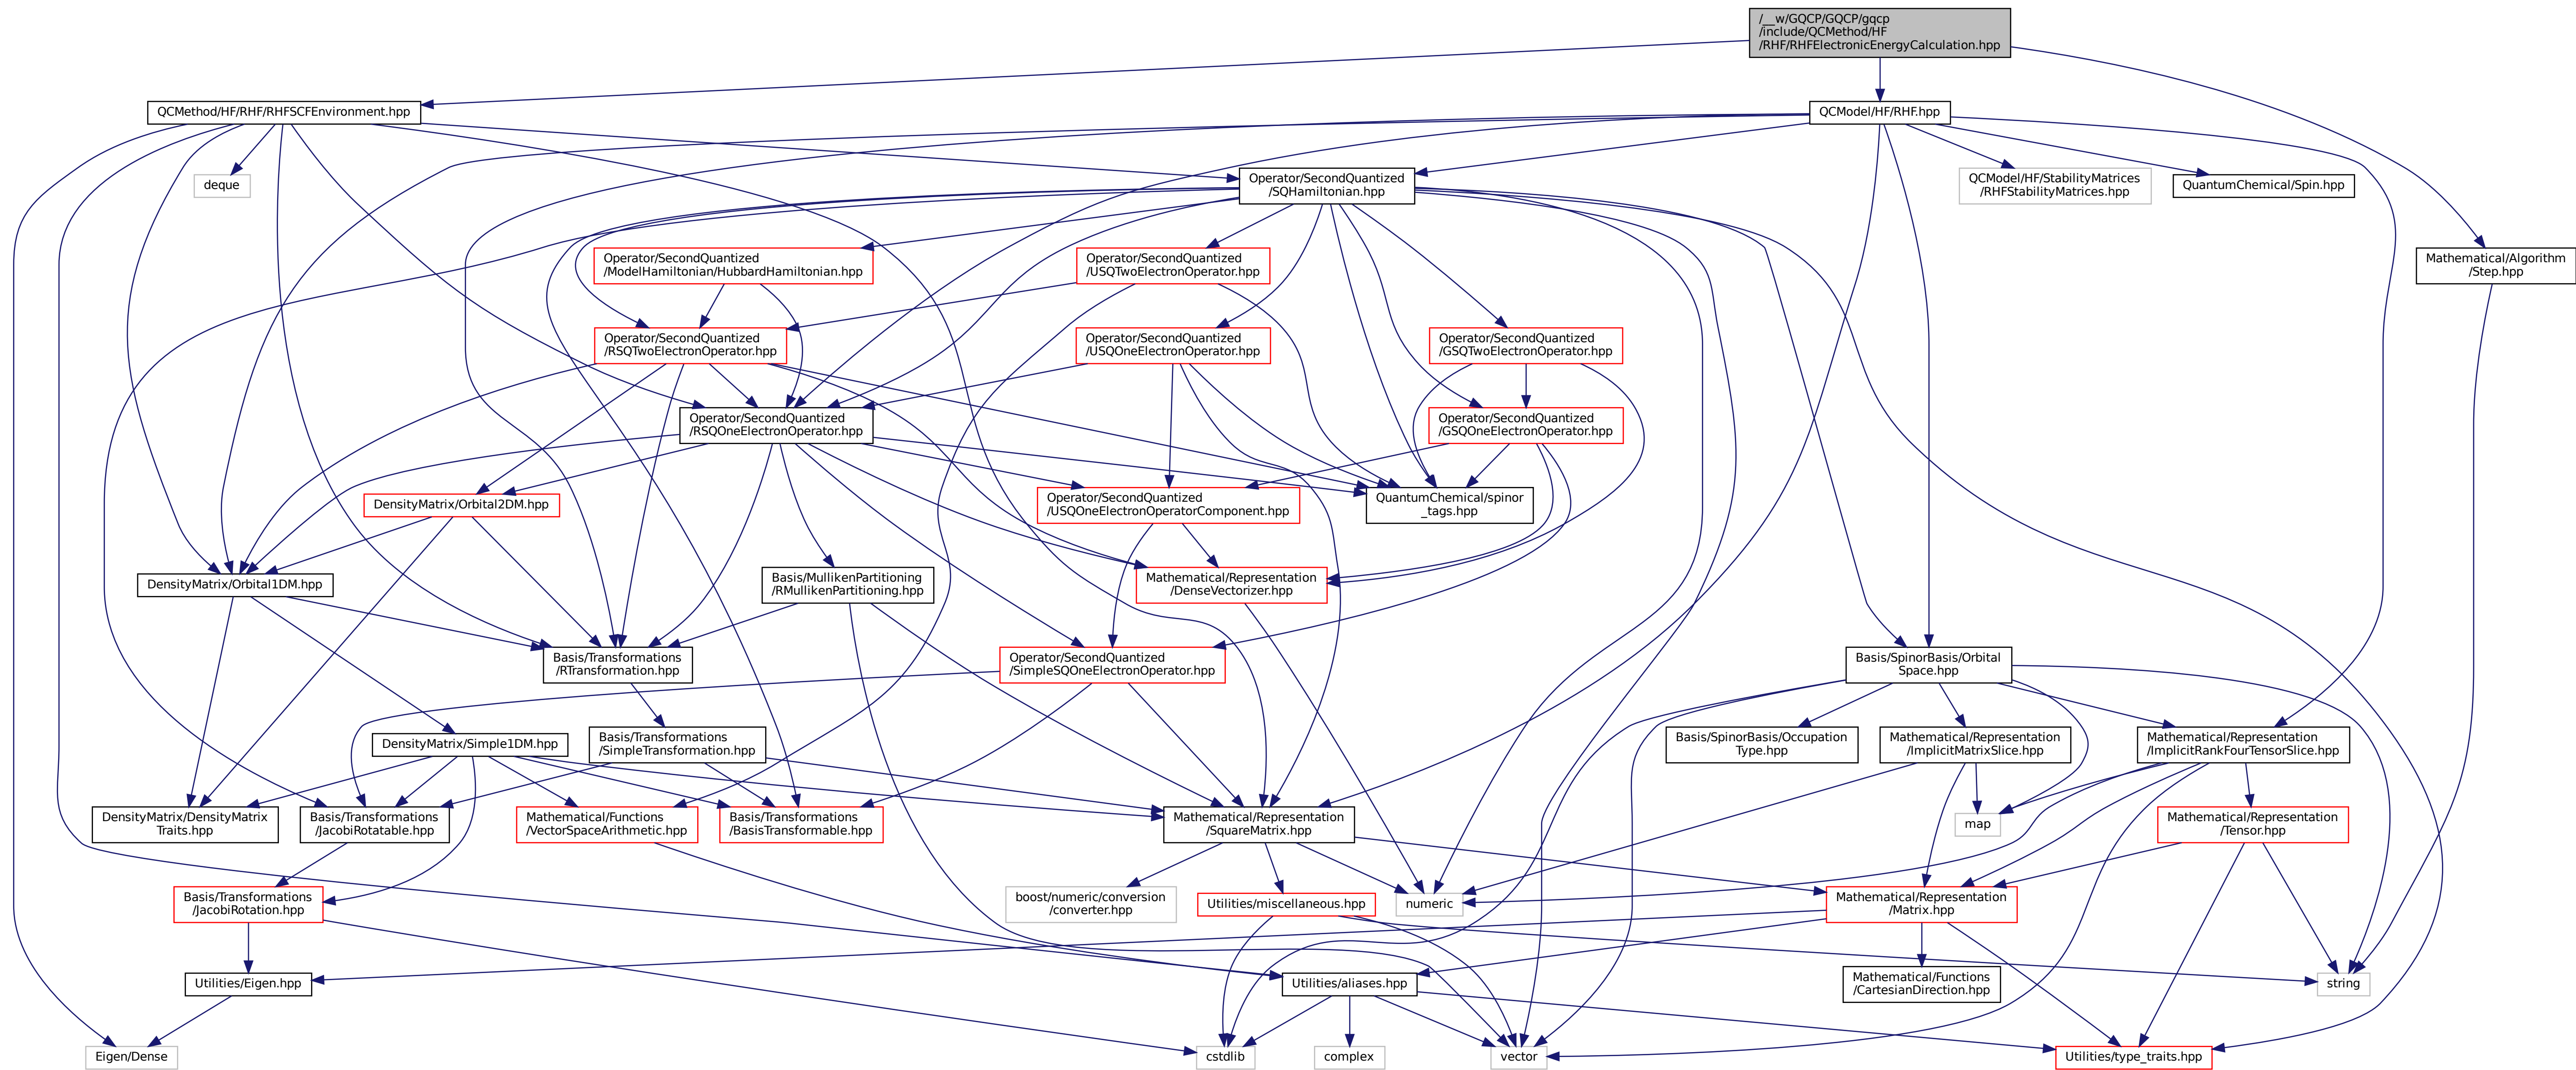 /__w/GQCP/GQCP/gqcp
/include/QCMethod/HF
/RHF/RHFElectronicEnergyCalculation.hpp
QCMethod/HF/RHF/RHFSCFEnvironment.hpp
QCModel/HF/RHF.hpp
deque
Operator/SecondQuantized
/SQHamiltonian.hpp
QCModel/HF/StabilityMatrices
/RHFStabilityMatrices.hpp
QuantumChemical/Spin.hpp
Operator/SecondQuantized
/ModelHamiltonian/HubbardHamiltonian.hpp
Operator/SecondQuantized
/USQTwoElectronOperator.hpp
Mathematical/Algorithm
/Step.hpp
Operator/SecondQuantized
/RSQTwoElectronOperator.hpp
Operator/SecondQuantized
/USQOneElectronOperator.hpp
Operator/SecondQuantized
/GSQTwoElectronOperator.hpp
Operator/SecondQuantized
/RSQOneElectronOperator.hpp
Operator/SecondQuantized
/GSQOneElectronOperator.hpp
DensityMatrix/Orbital2DM.hpp
Operator/SecondQuantized
/USQOneElectronOperatorComponent.hpp
QuantumChemical/spinor
_tags.hpp
DensityMatrix/Orbital1DM.hpp
Basis/MullikenPartitioning
/RMullikenPartitioning.hpp
Mathematical/Representation
/DenseVectorizer.hpp
Basis/Transformations
/RTransformation.hpp
Operator/SecondQuantized
/SimpleSQOneElectronOperator.hpp
Basis/SpinorBasis/Orbital
Space.hpp
DensityMatrix/Simple1DM.hpp
Basis/Transformations
/SimpleTransformation.hpp
Basis/SpinorBasis/Occupation
Type.hpp
Mathematical/Representation
/ImplicitMatrixSlice.hpp
Mathematical/Representation
/ImplicitRankFourTensorSlice.hpp
DensityMatrix/DensityMatrix
Traits.hpp
Basis/Transformations
/JacobiRotatable.hpp
Mathematical/Functions
/VectorSpaceArithmetic.hpp
Basis/Transformations
/BasisTransformable.hpp
Mathematical/Representation
/SquareMatrix.hpp
map
Mathematical/Representation
/Tensor.hpp
Basis/Transformations
/JacobiRotation.hpp
boost/numeric/conversion
/converter.hpp
Utilities/miscellaneous.hpp
numeric
Mathematical/Representation
/Matrix.hpp
Utilities/Eigen.hpp
Utilities/aliases.hpp
Mathematical/Functions
/CartesianDirection.hpp
string
Eigen/Dense
cstdlib
complex
vector
Utilities/type_traits.hpp